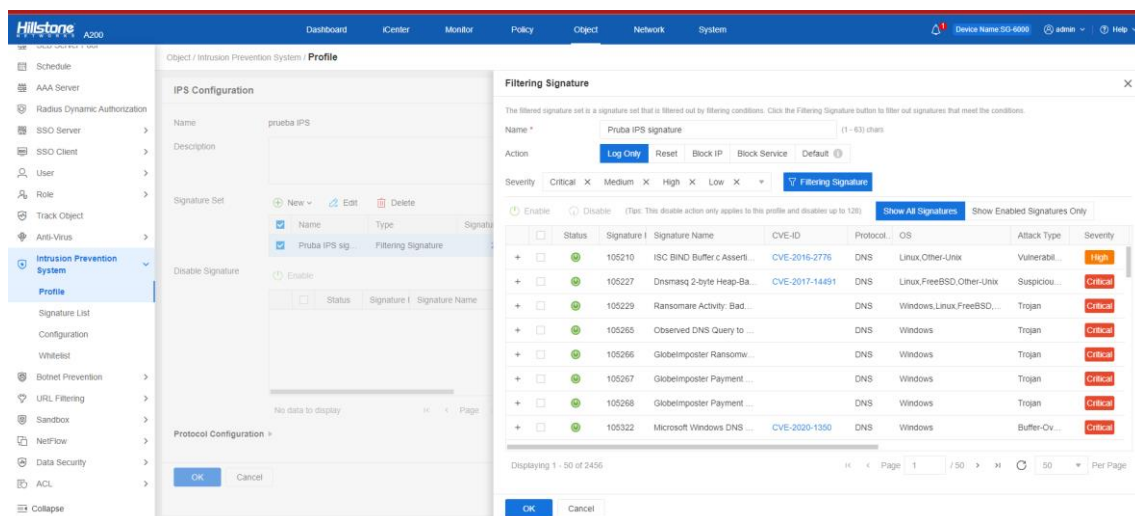 Hillstone
NETWORKS A200
Dashboard iCenter Monitor Policy Object Network System
1 Device Name:SG-6000 admin Help
SLB Server Pool
Schedule
AAA Server
Radius Dynamic Authorization
SSO Server
SSO Client
User
Role
Track Object
Anti-Virus
Intrusion Prevention
System
Profile
Signature List
Configuration
Whitelist
Botnet Prevention
URL Filtering
Sandbox
NetFlow
Data Security
ACL
Collapse
Object / Intrusion Prevention System / Profile
IPS Configuration
Name prueba IPS
Description
Signature Set New Edit Delete
Name Type Signatu
Pruba IPS sig... Filtering Signature
Disable Signature Enable
Status Signature I Signature Name
No data to display Page
Protocol Configuration
OK Cancel
Filtering Signature
The filtered signature set is a signature set that is filtered out by filtering conditions. Click the Filtering Signature button to filter out signatures that meet the conditions.
Name * Pruba IPS signature (1 - 63) chars
Action Log Only Reset Block IP Block Service Default
Severity Critical X Medium X High X Low X Filtering Signature
Enable Disable (Tips: This disable action only applies to this profile and disables up to 128) Show All Signatures Show Enabled Signatures Only
Status Signature I Signature Name CVE-ID Protocol... OS Attack Type Severity
+ 105210 ISC BIND Buffer.c Asserti... CVE-2016-2776 DNS Linux,Other-Unix Vulnerabil... High
+ 105227 Dnsmasq 2-byte Heap-Ba... CVE-2017-14491 DNS Linux,FreeBSD,Other-Unix Suspiciou... Critical
+ 105229 Ransomare Activity: Bad... DNS Windows,Linux,FreeBSD,... Trojan Critical
+ 105265 Observed DNS Query to ... DNS Windows Trojan Critical
+ 105266 GlobeImposter Ransomw... DNS Windows Trojan Critical
+ 105267 GlobeImposter Payment ... DNS Windows Trojan Critical
+ 105268 GlobeImposter Payment ... DNS Windows Trojan Critical
+ 105322 Microsoft Windows DNS ... CVE-2020-1350 DNS Windows Buffer-Ov... Critical
Displaying 1 - 50 of 2456 Page 1 / 50 50 Per Page
OK Cancel